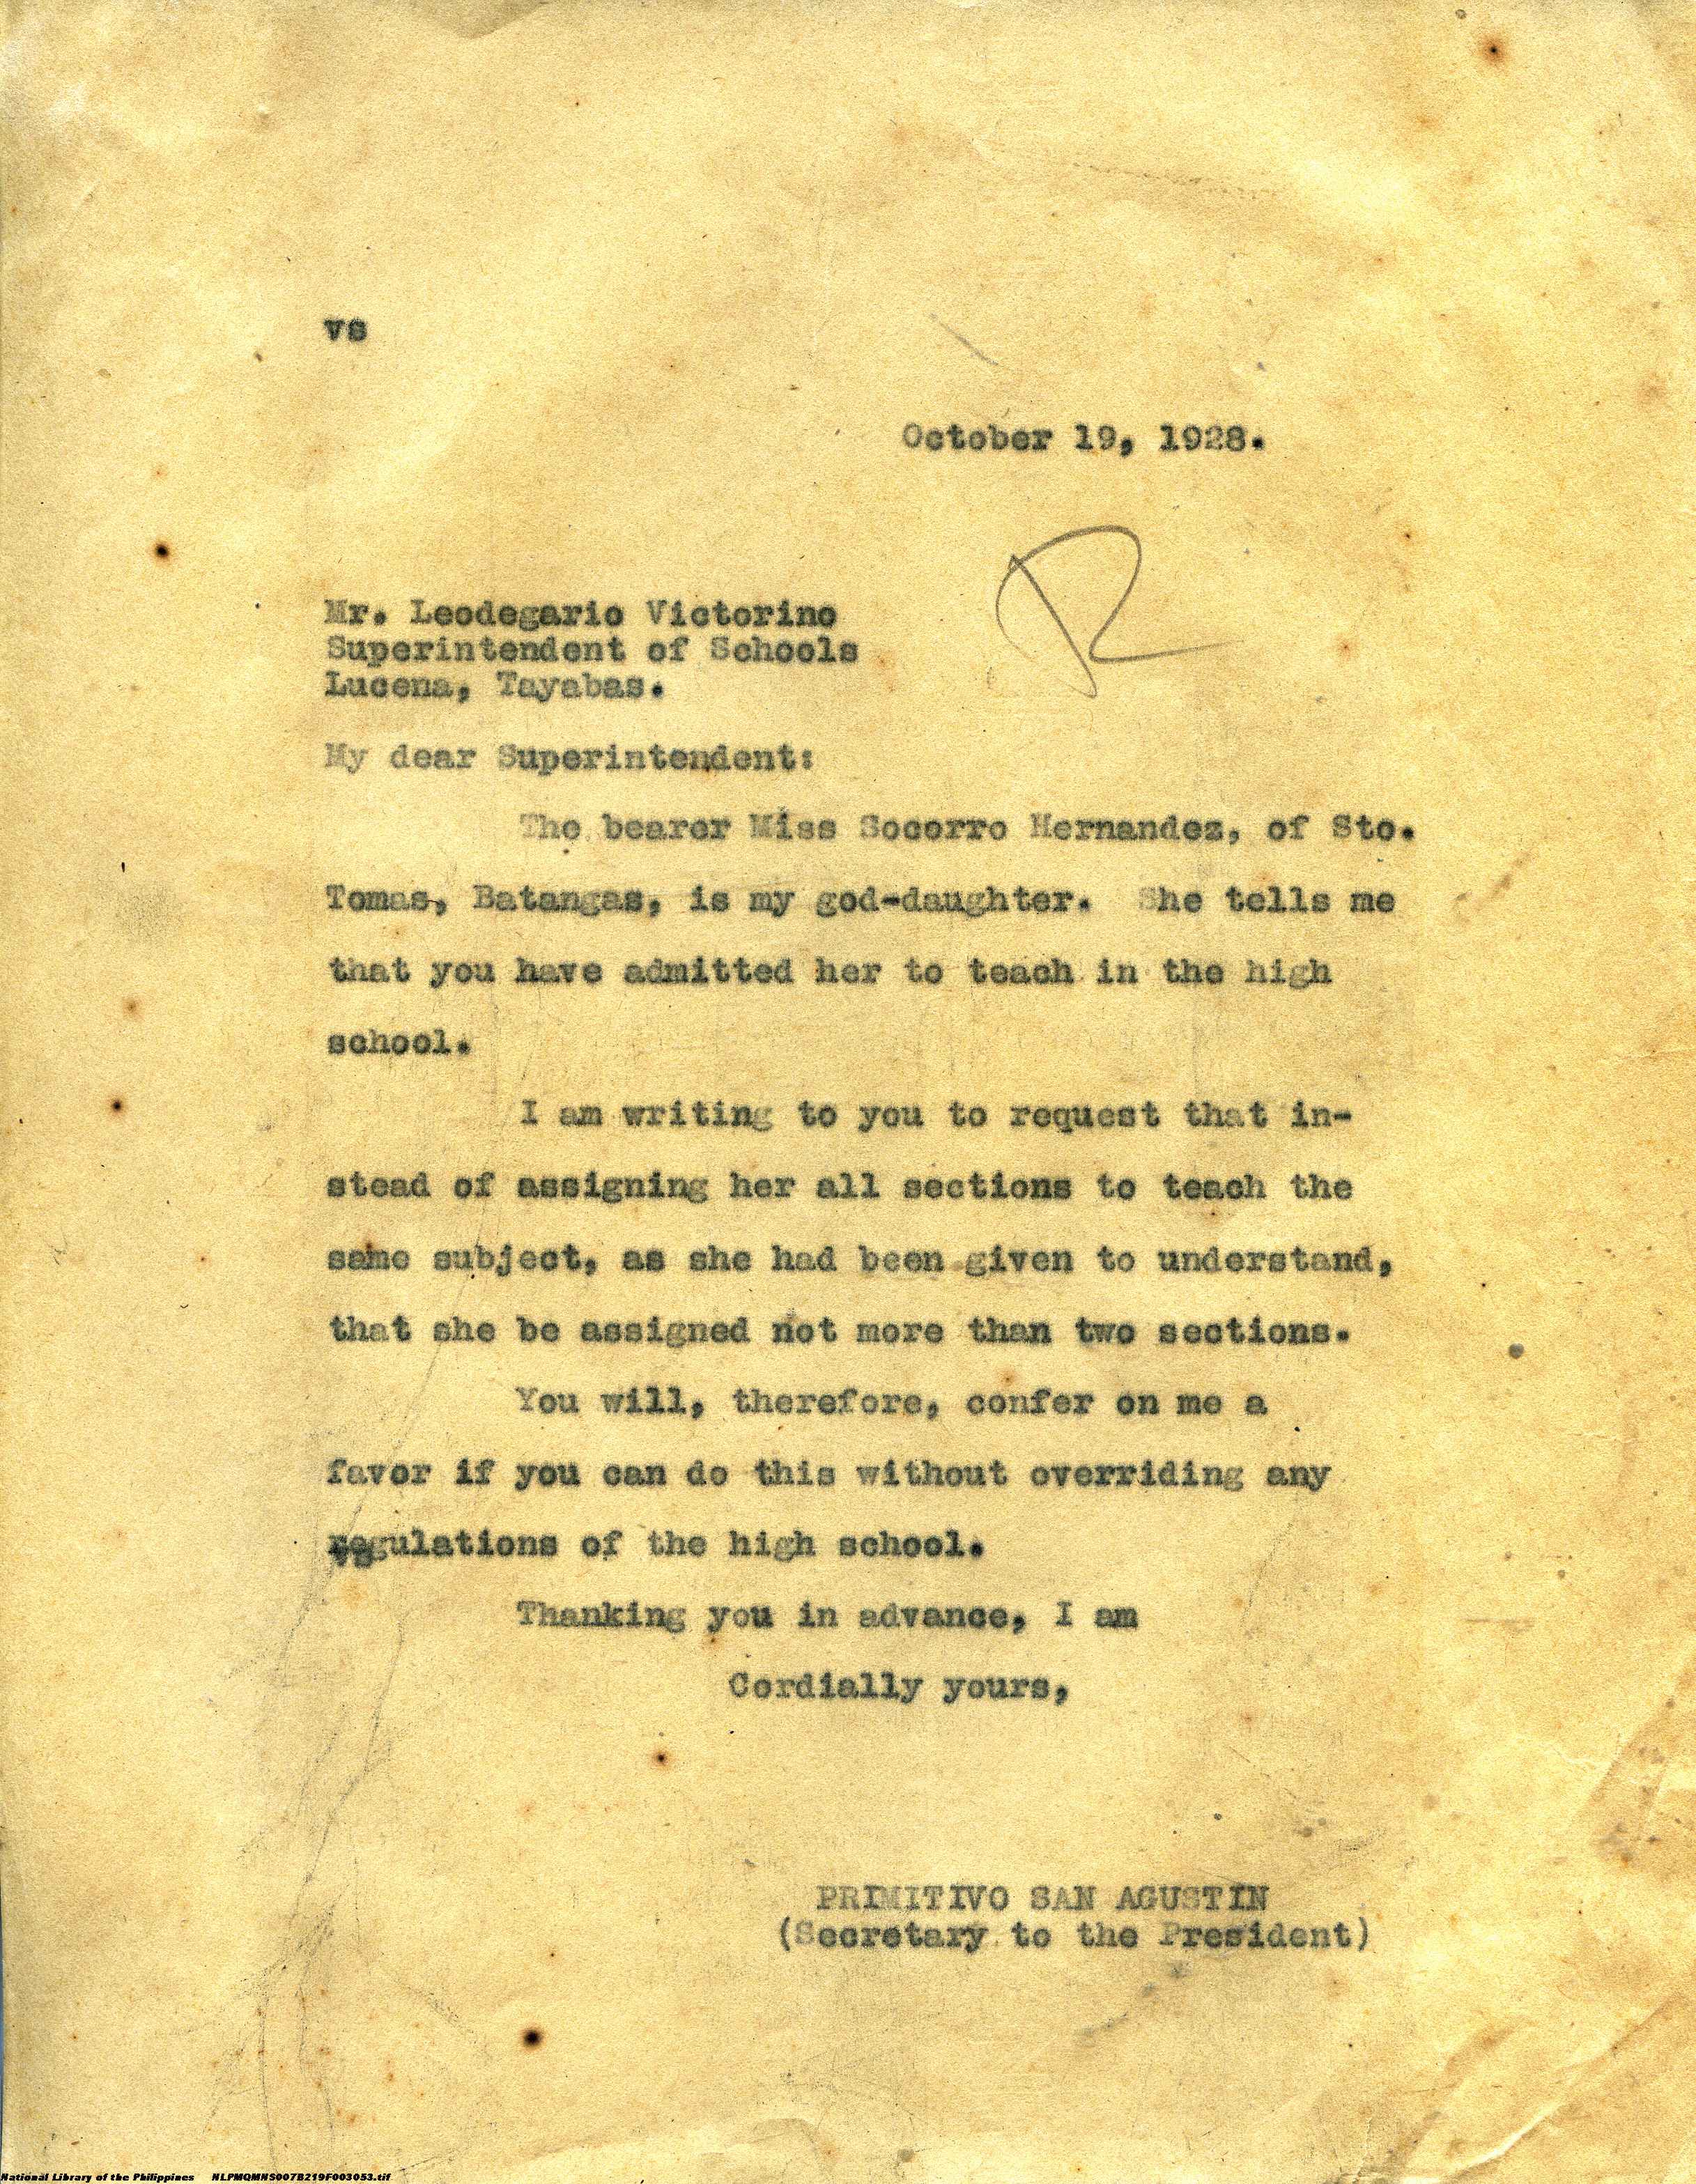 vs
October 19, 1928.
R
Mr. Leodegario Victorino
Superintendent of Schools
Lucena, Tayabas.
My dear Superintendent:
The bearer Miss Socorro Hernandez, of Sto.
Tomas, Batangas, is my god-daughter. She tells me
that you have admitted her to teach in the high
school.
I am writing to you to request that in-
stead of assigning her all sections to teach the
same subject, as she had been given to understand,
that she be assigned not more than two sections.
You will, therefore, confer on me a
favor if you can do this without overriding any
regulations of the high school.
Thanking you in advance, I am
Cordially yours,
PRIMITIVO SAN AGUSTIN
(Secretary to the President)
National Library of the Philippines NLPMQMNS007B219F003053.tif